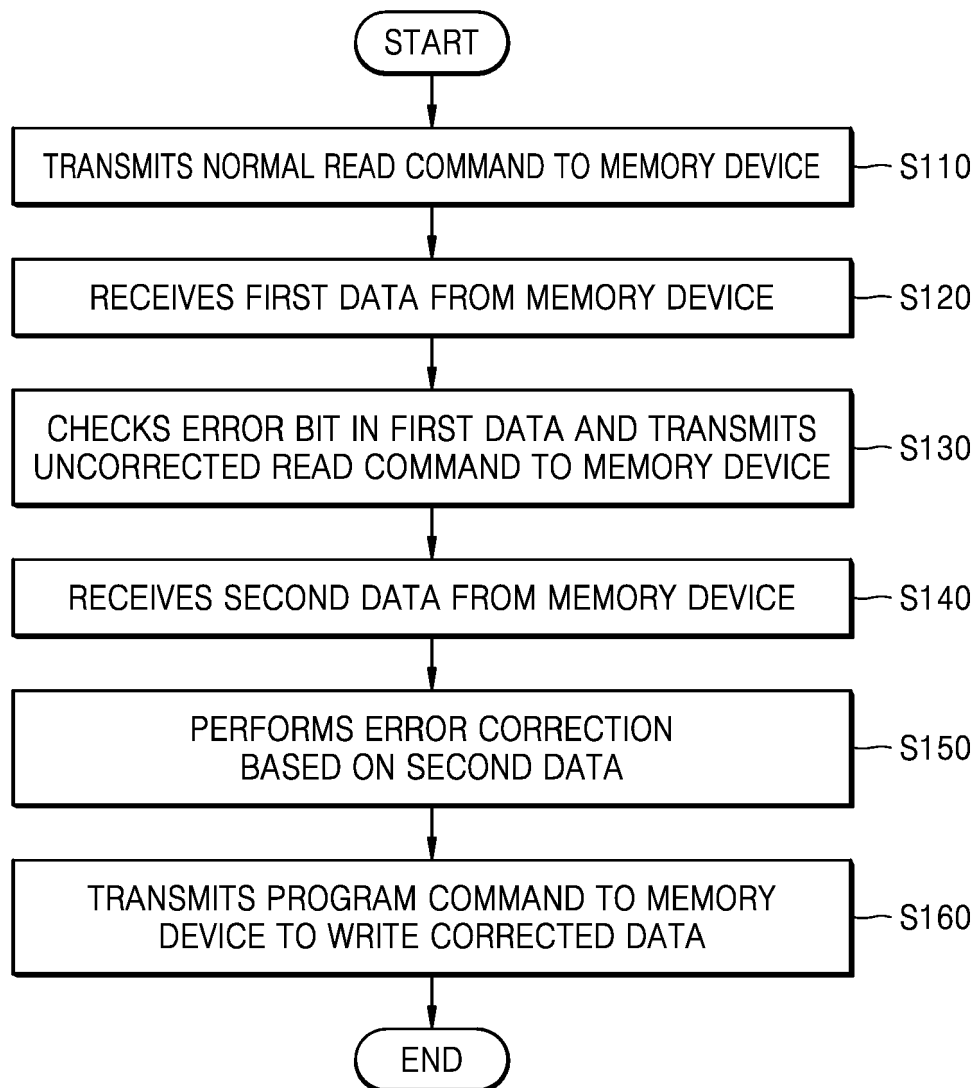 START
TRANSMITS NORMAL READ COMMAND TO MEMORY DEVICE
S110
RECEIVES FIRST DATA FROM MEMORY DEVICE
S120
CHECKS ERROR BIT IN FIRST DATA AND TRANSMITS
UNCORRECTED READ COMMAND TO MEMORY DEVICE
S130
RECEIVES SECOND DATA FROM MEMORY DEVICE
S140
PERFORMS ERROR CORRECTION
BASED ON SECOND DATA
S150
TRANSMITS PROGRAM COMMAND TO MEMORY
DEVICE TO WRITE CORRECTED DATA
S160
END